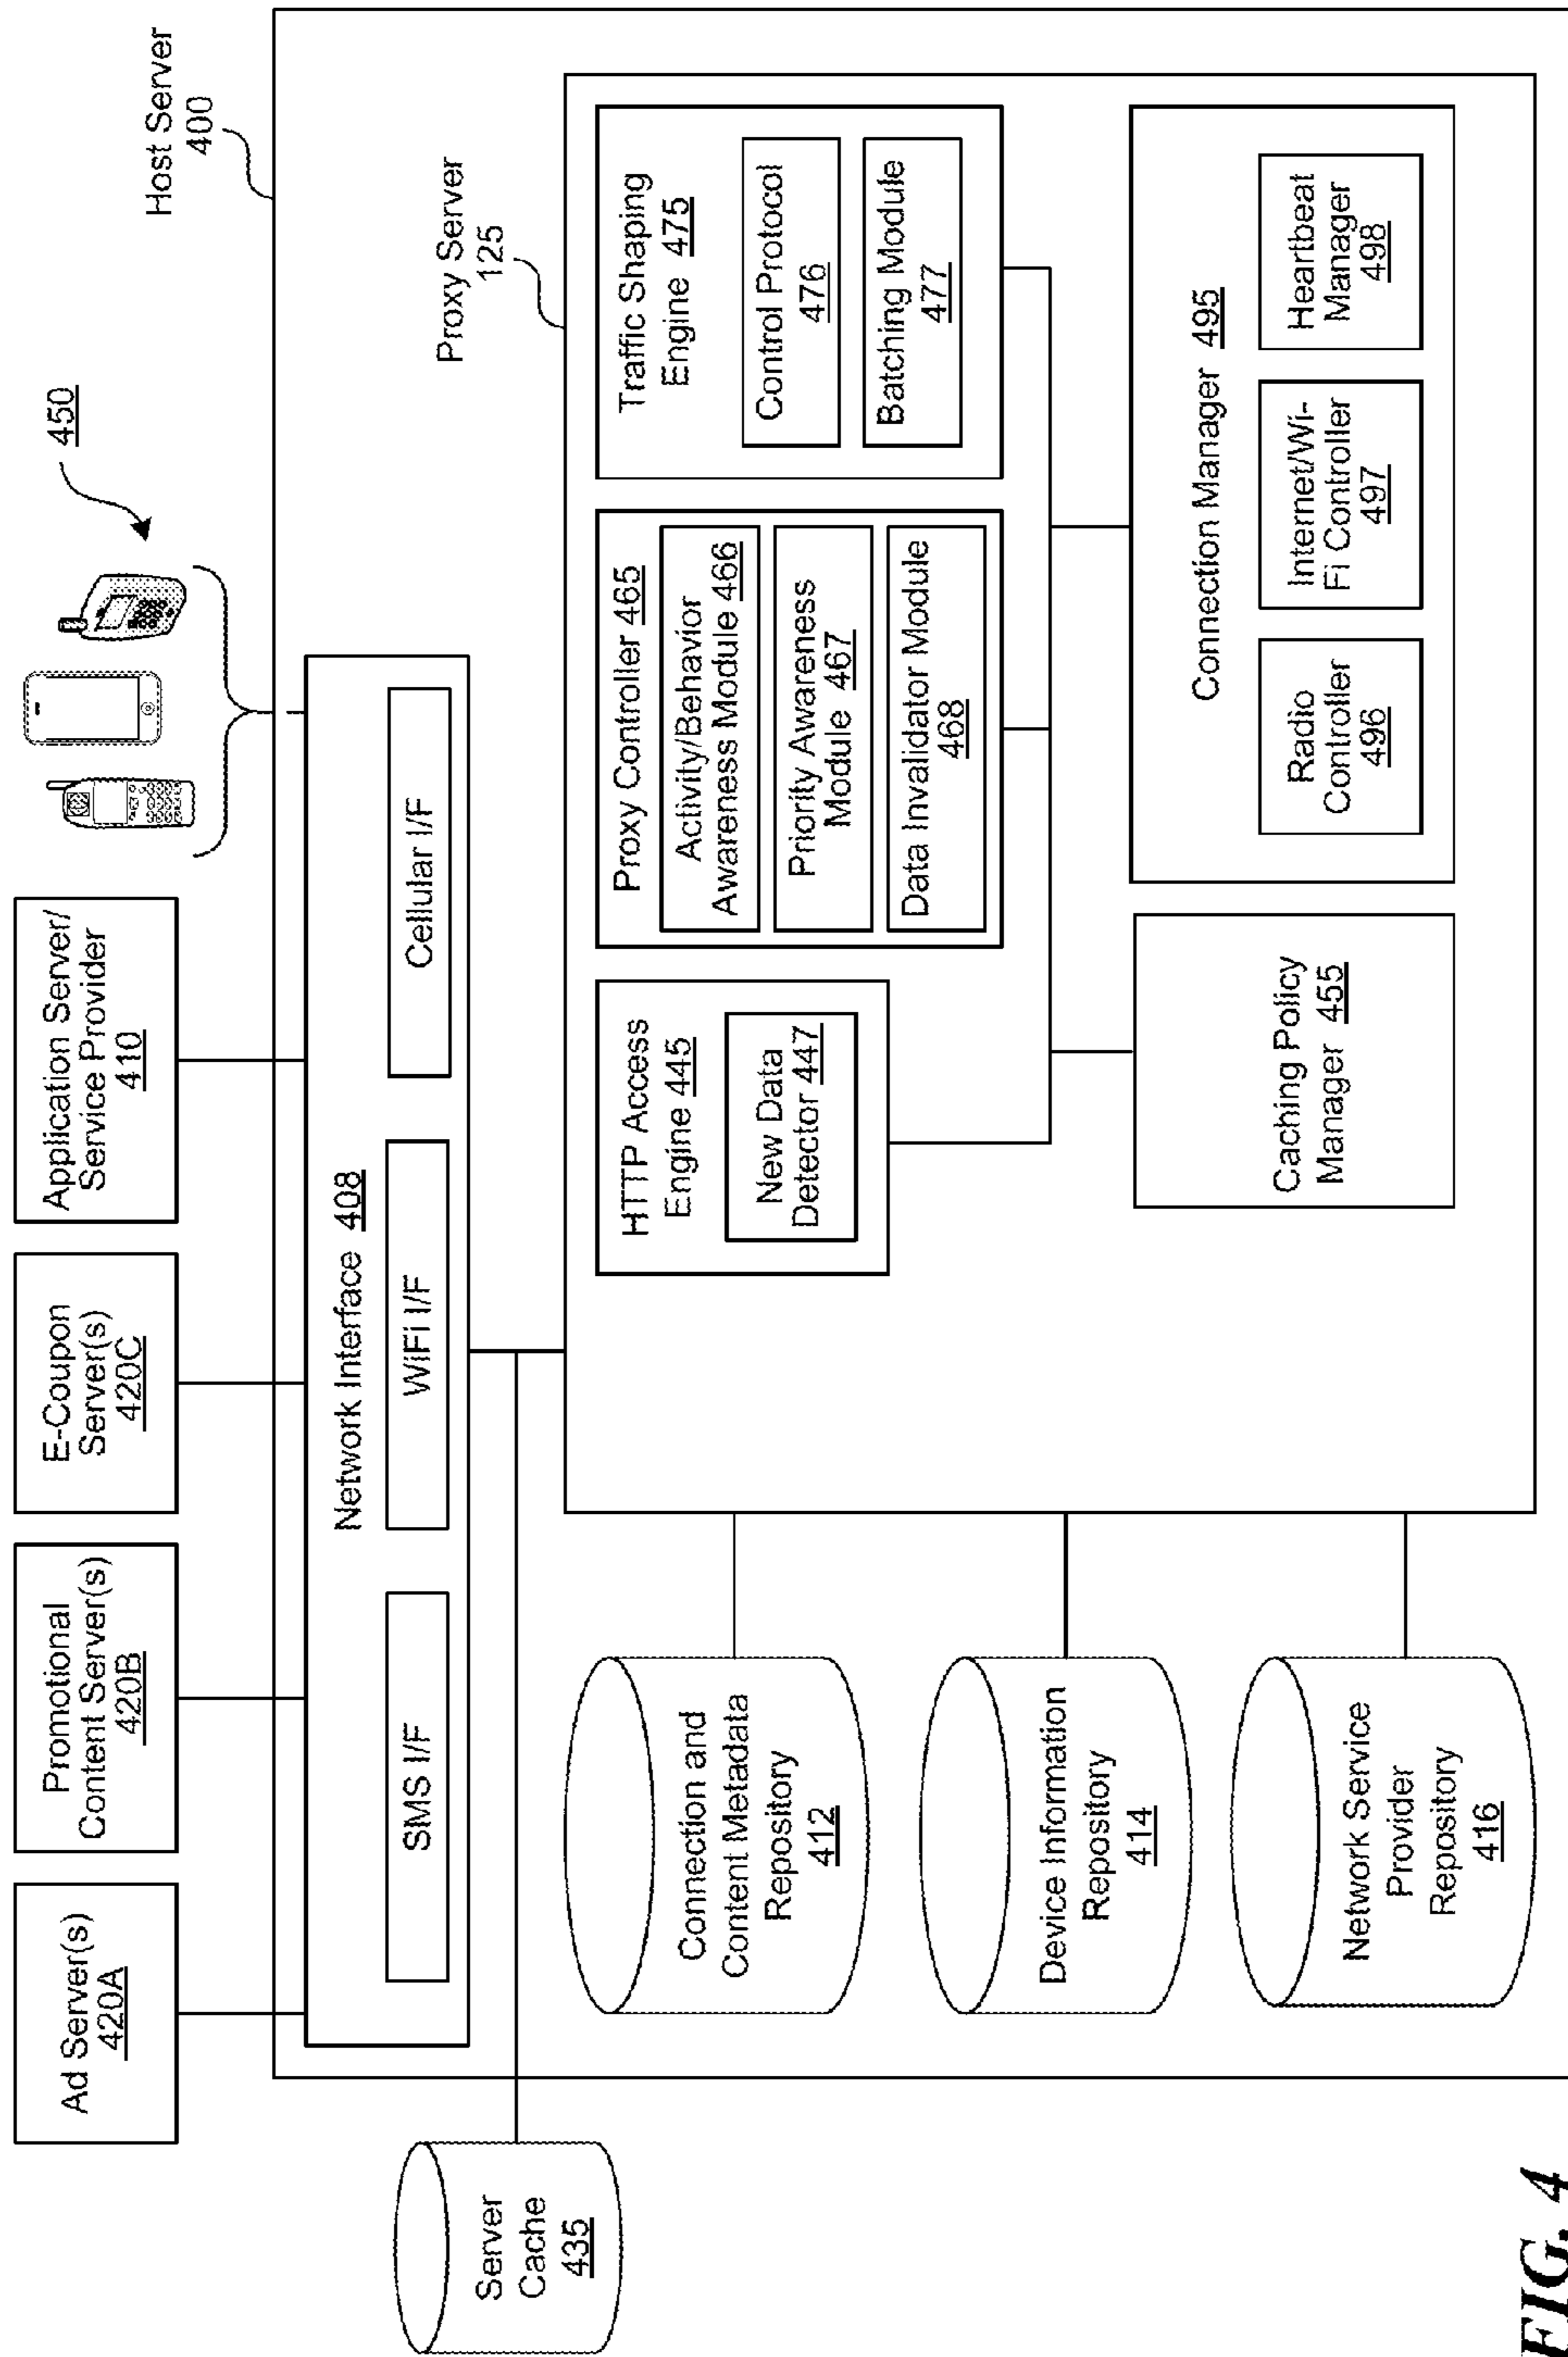 Ad Server(s)
420A
Promotional
Content Server(s)
420B
E-Coupon
Server(s)
420C
Application Server/
Service Provider
410
450
Host Server
400
Server
Cache
435
Network Interface 408
SMS I/F
WiFi I/F
Cellular I/F
Proxy Server
125
Connection and
Content Metadata
Repository
412
Device Information
Repository
414
Network Service
Provider
Repository
416
HTTP Access
Engine 445
New Data
Detector 447
Proxy Controller 465
Activity/Behavior
Awareness Module 466
Priority Awareness
Module 467
Data Invalidator Module
468
Traffic Shaping
Engine 475
Control Protocol
476
Batching Module
477
Caching Policy
Manager 455
Connection Manager 495
Radio
Controller
496
Internet/Wi-
Fi Controller
497
Heartbeat
Manager
498
FIG. 4